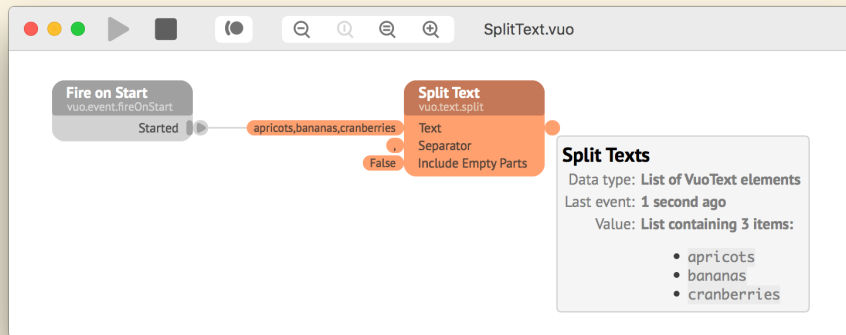 SplitText.vuo
Fire on Start
vuo.event.fireOnStart
Started
apricots,bananas,cranberries
Split Text
vuo.text.split
Text
,
Separator
False
Include Empty Parts
Split Texts
Data type: List of VuoText elements
Last event: 1 second ago
Value: List containing 3 items:
• apricots
• bananas
• cranberries